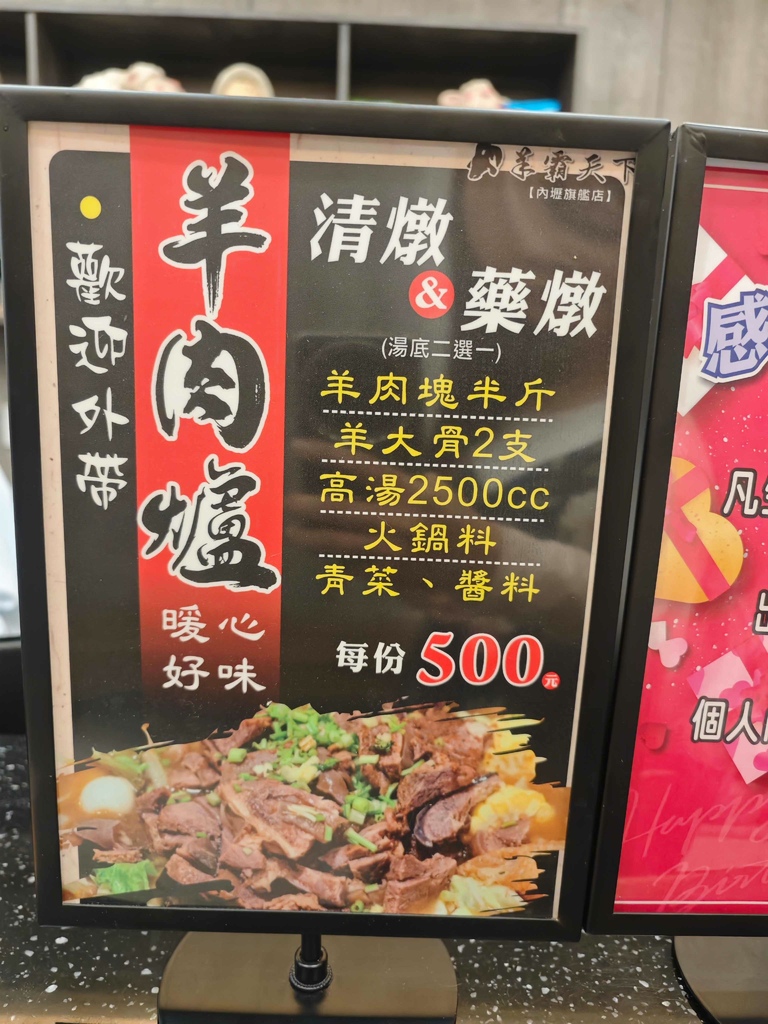 羊霸天下
【內壢旗艦店】
歡迎外帶
羊肉爐
暖心
好味
清燉
&
藥燉
(湯底二選一)
羊肉塊半斤
羊大骨2支
高湯2500cc
火鍋料
青菜、醬料
每份500元
感
凡
個人
Happy
Birt